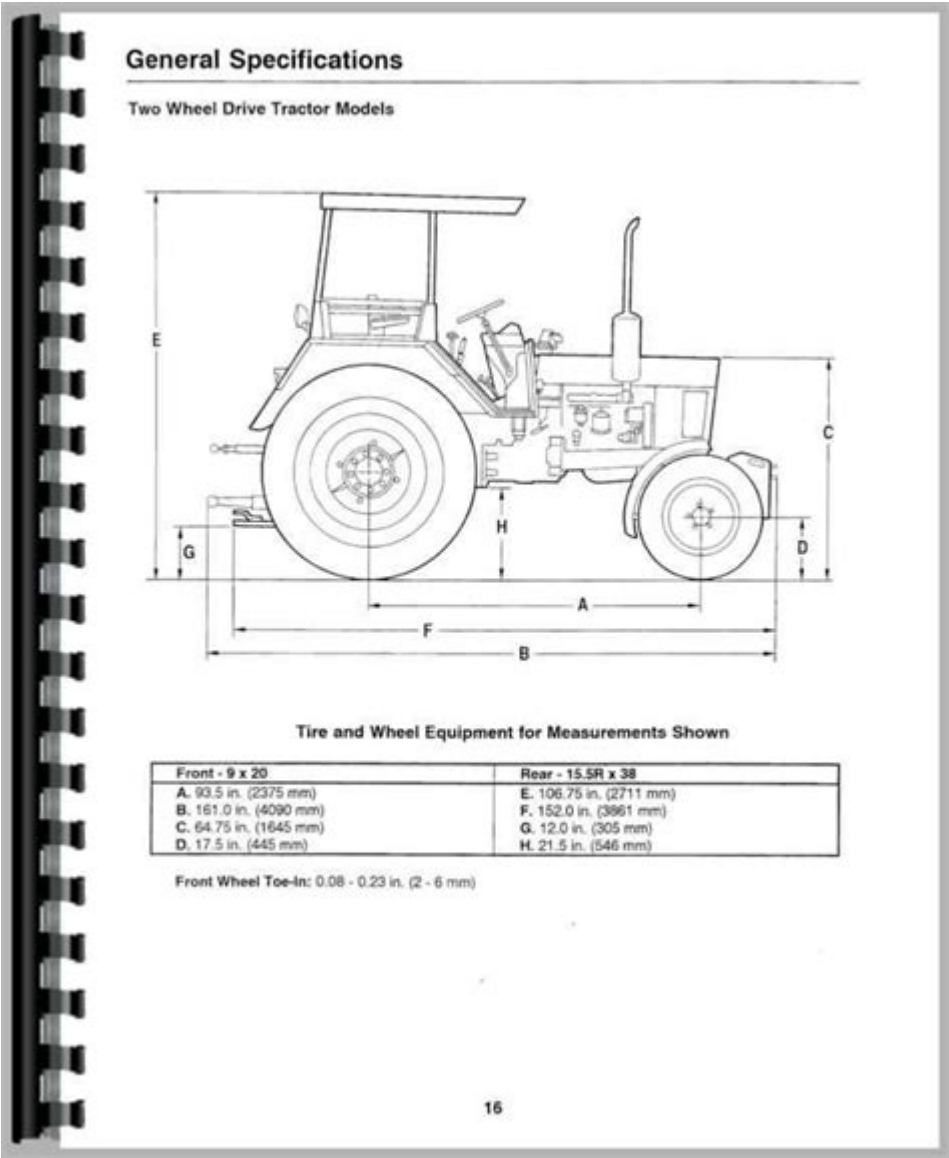 General Specifications
Two Wheel Drive Tractor Models
E
C
H
G
D
A
F
B
Tire and Wheel Equipment for Measurements Shown
Front - 9 x 20 Rear - 15.5R x 38
A. 93.5 in. (2375 mm) E. 106.75 in. (2711 mm)
B. 161.0 in. (4090 mm) F. 152.0 in. (3861 mm)
C. 64.75 in. (1645 mm) G. 12.0 in. (305 mm)
D. 17.5 in. (445 mm) H. 21.5 in. (546 mm)
Front Wheel Toe-In: 0.08 - 0.23 in. (2 - 6 mm)
16